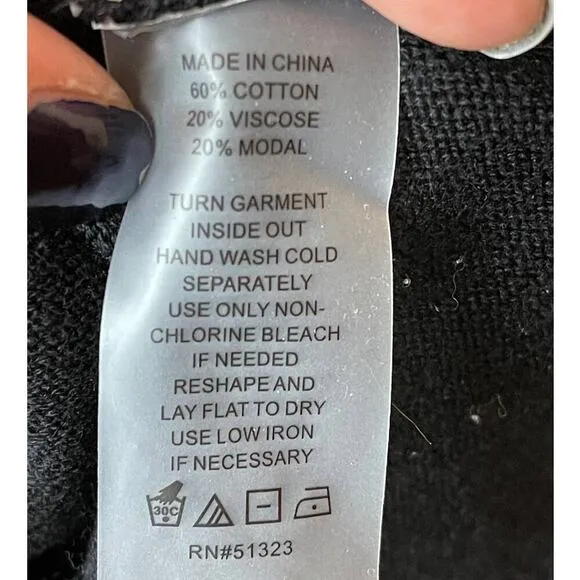 MADE IN CHINA
60% COTTON
20% VISCOSE
20% MODAL
TURN GARMENT
INSIDE OUT
HAND WASH COLD
SEPARATELY
USE ONLY NON-
CHLORINE BLEACH
IF NEEDED
RESHAPE AND
LAY FLAT TO DRY
USE LOW IRON
IF NECESSARY
30C
RN#51323